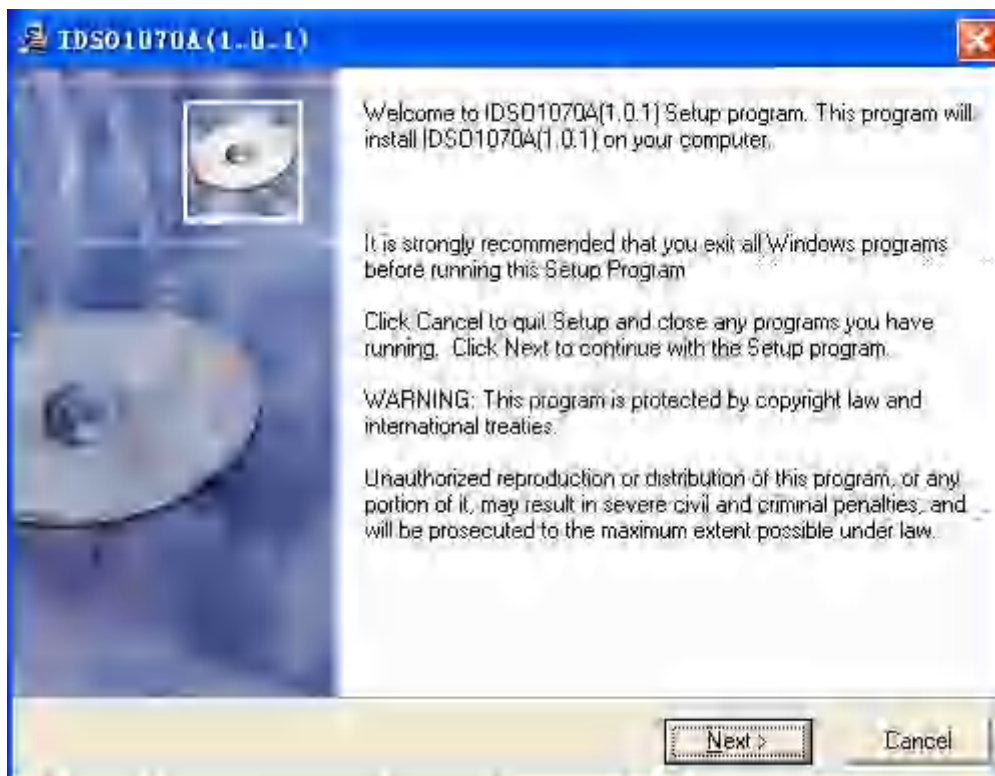 IDSO1070A(1.0.1)
Welcome to IDSO1070A(1.0.1) Setup program. This program will
install IDSO1070A(1.0.1) on your computer.
It is strongly recommended that you exit all Windows programs
before running this Setup Program
Click Cancel to quit Setup and close any programs you have
running. Click Next to continue with the Setup program.
WARNING: This program is protected by copyright law and
international treaties.
Unauthorized reproduction or distribution of this program, or any
portion of it, may result in severe civil and criminal penalties, and
will be prosecuted to the maximum extent possible under law.
Next >
Cancel